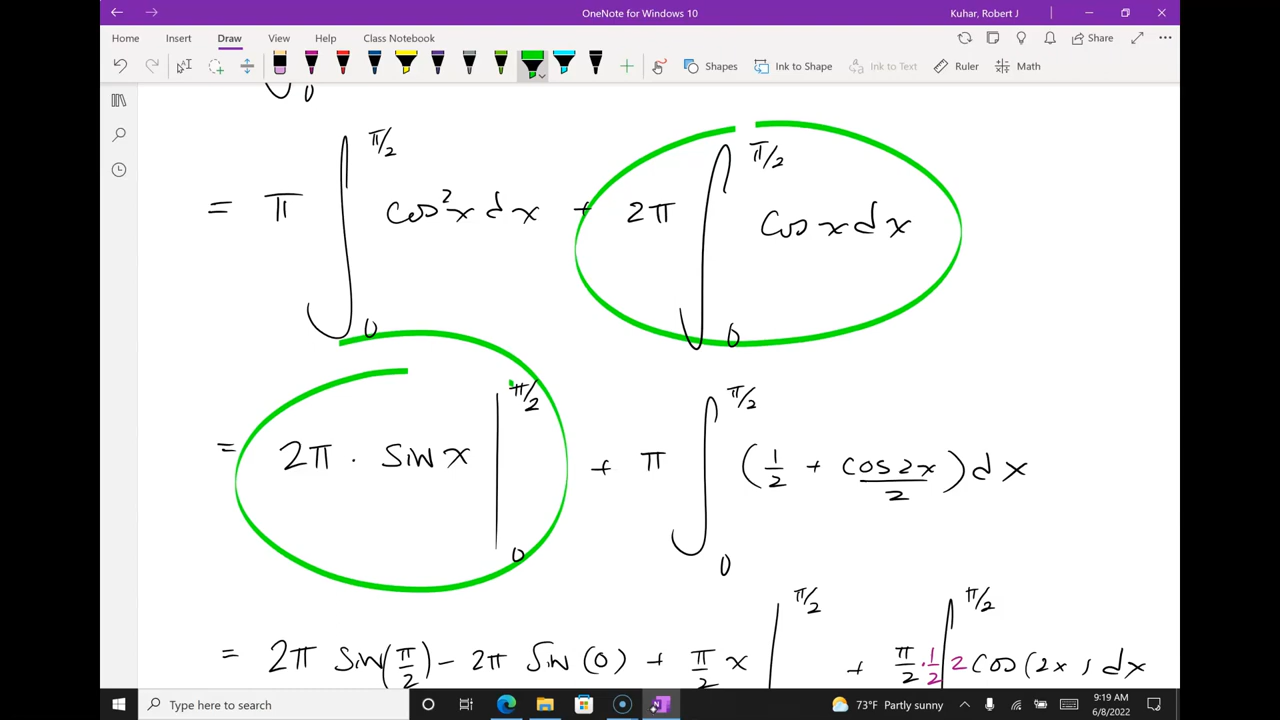 OneNote for Windows 10
Kuhar, Robert J
Home Insert Draw View Help Class Notebook Share
Shapes Ink to Shape Ink to Text Ruler Math
0
= π ∫₀^{π/2} cos²x dx + 2π ∫₀^{π/2} cos x dx
= 2π · sin x |₀^{π/2} + π ∫₀^{π/2} (1/2 + cos2x/2) dx
= 2π sin(π/2) - 2π Sin (0) + π/2 x |^{π/2} + π/2 · 1/2 ∫^{π/2} 2 cos(2x) dx
Type here to search
73°F Partly sunny
9:19 AM
6/8/2022